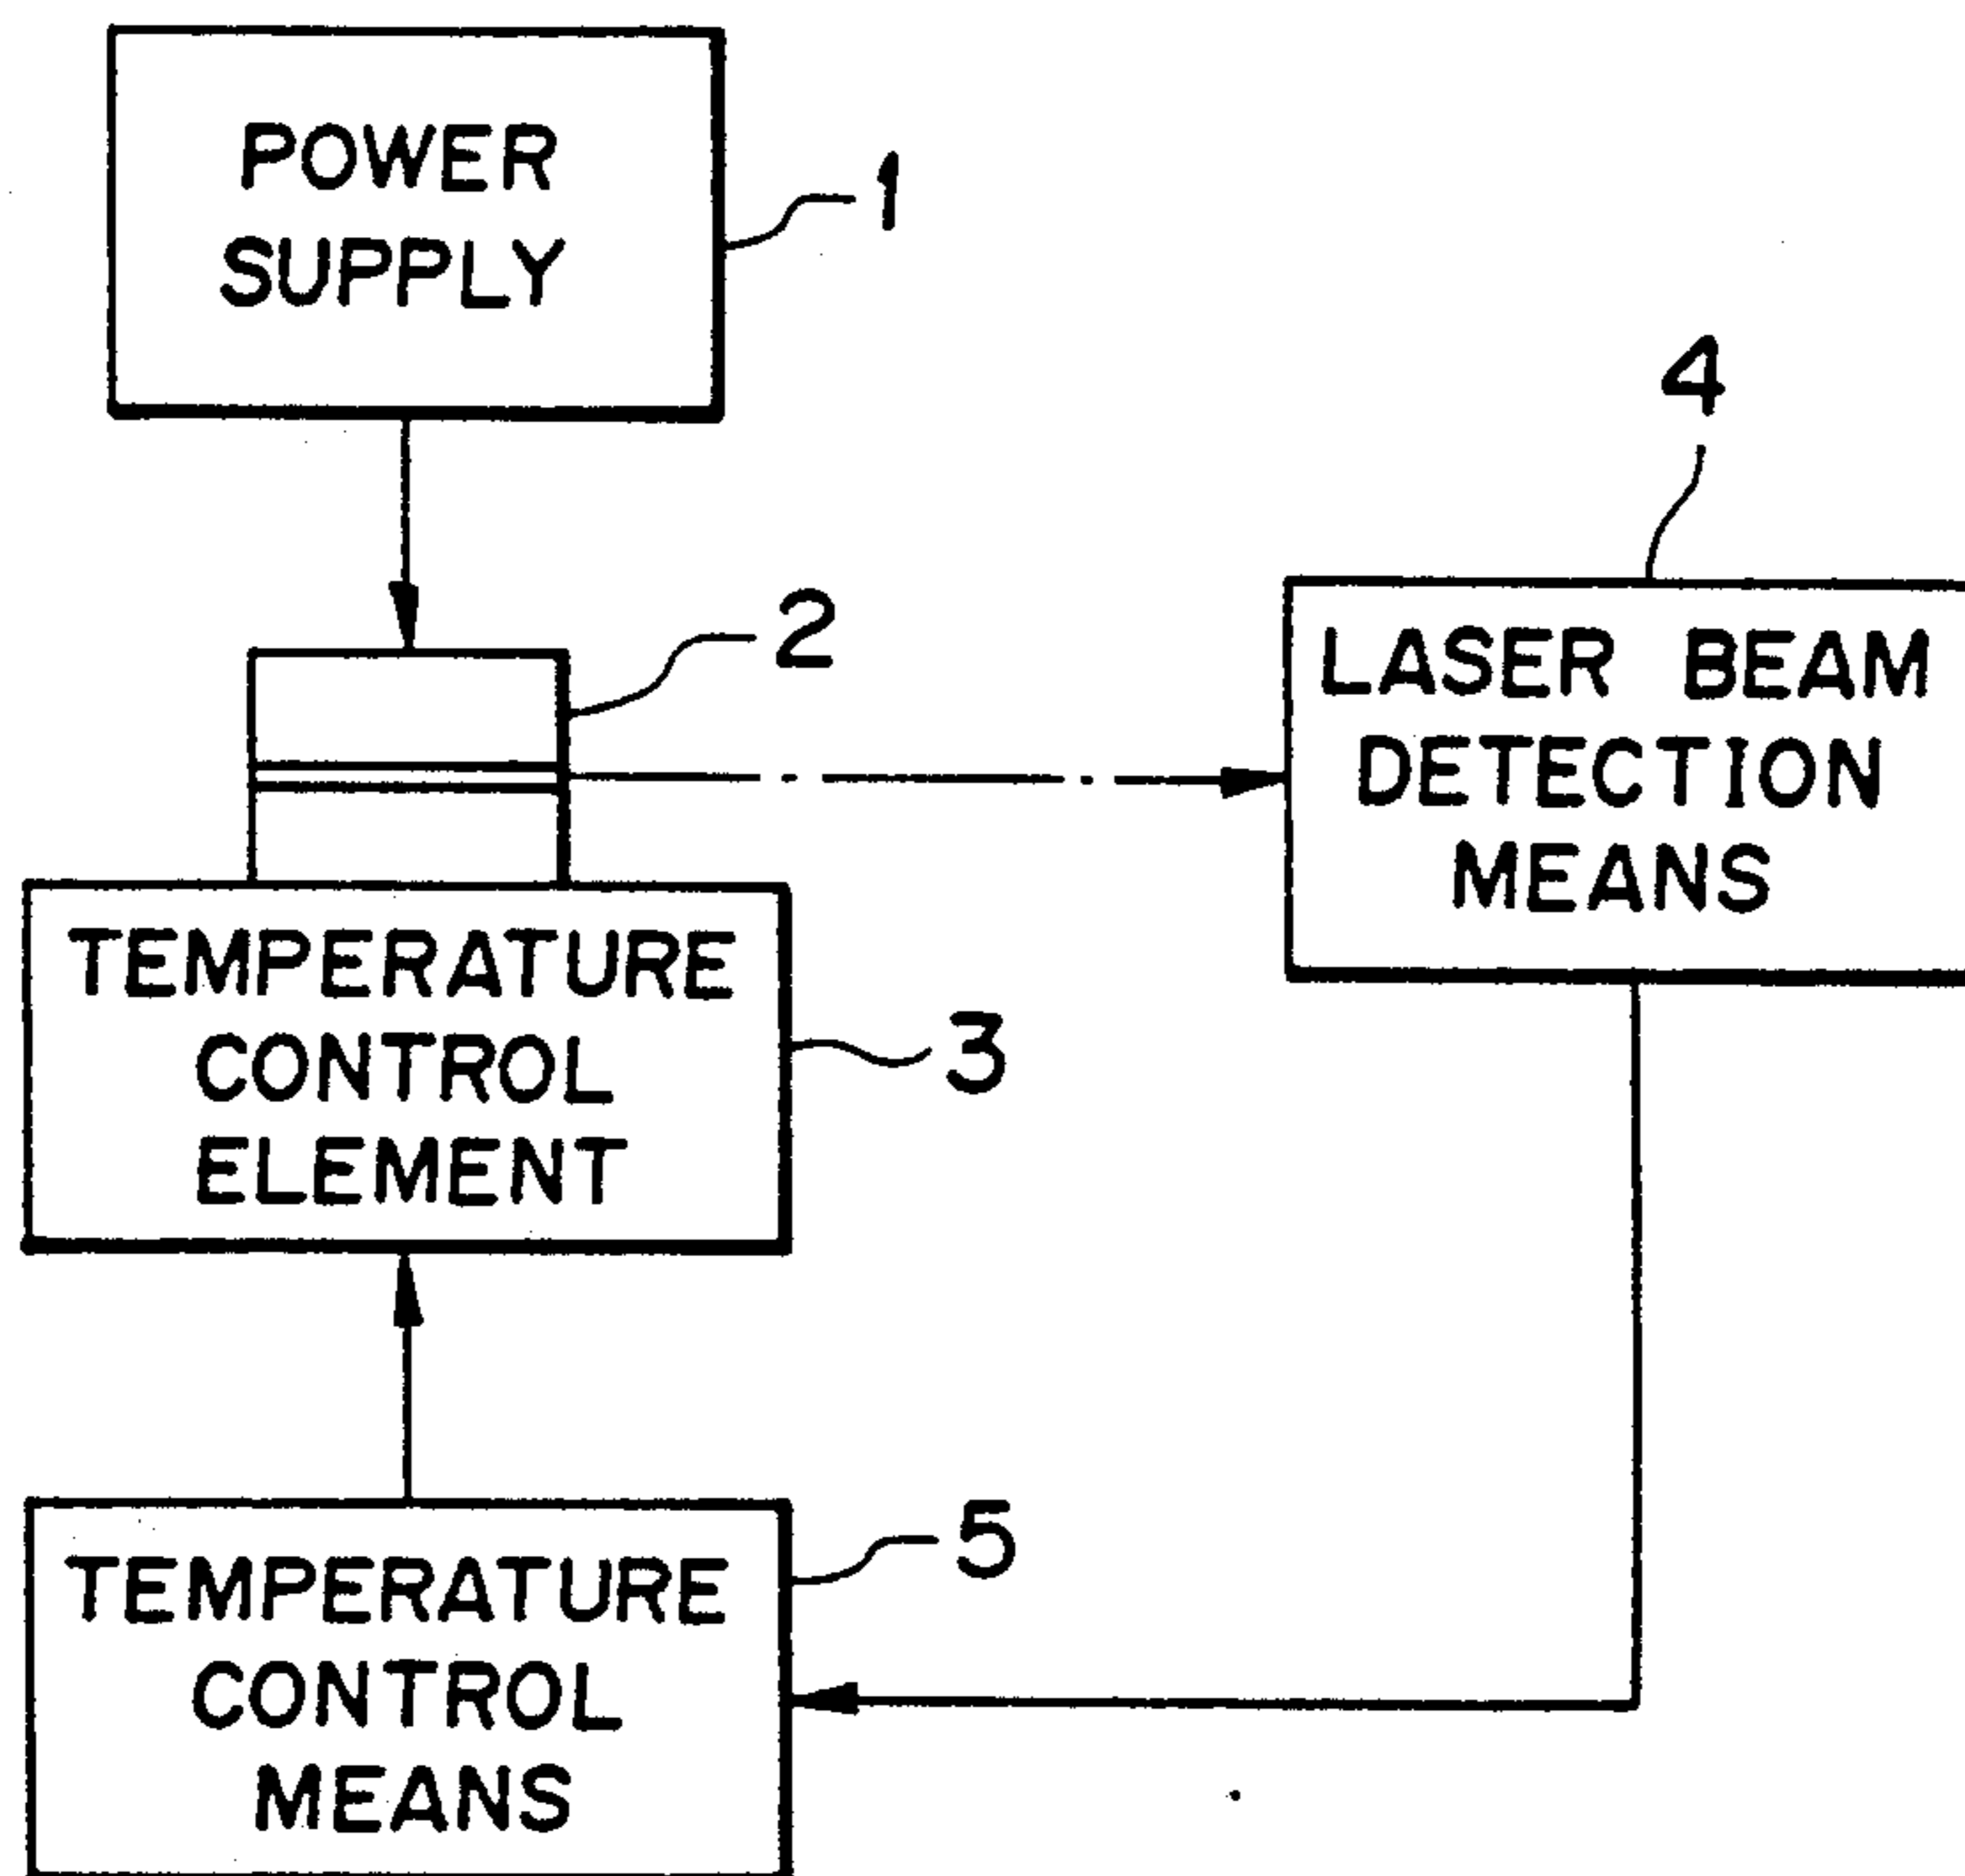 POWER
SUPPLY
1
2
4
LASER BEAM
DETECTION
MEANS
TEMPERATURE
CONTROL
ELEMENT
3
TEMPERATURE
CONTROL
MEANS
5